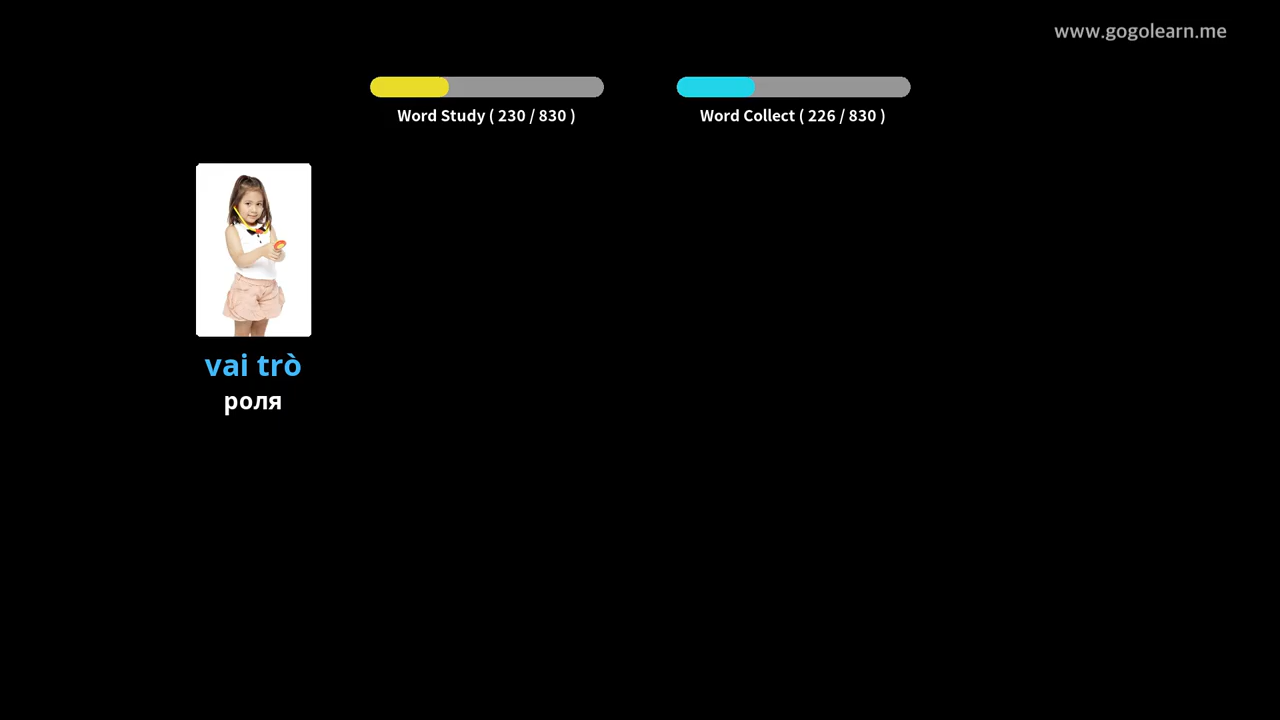 www.gogolearn.me
Word Study ( 230 / 830 )
Word Collect ( 226 / 830 )
vai trò
роля